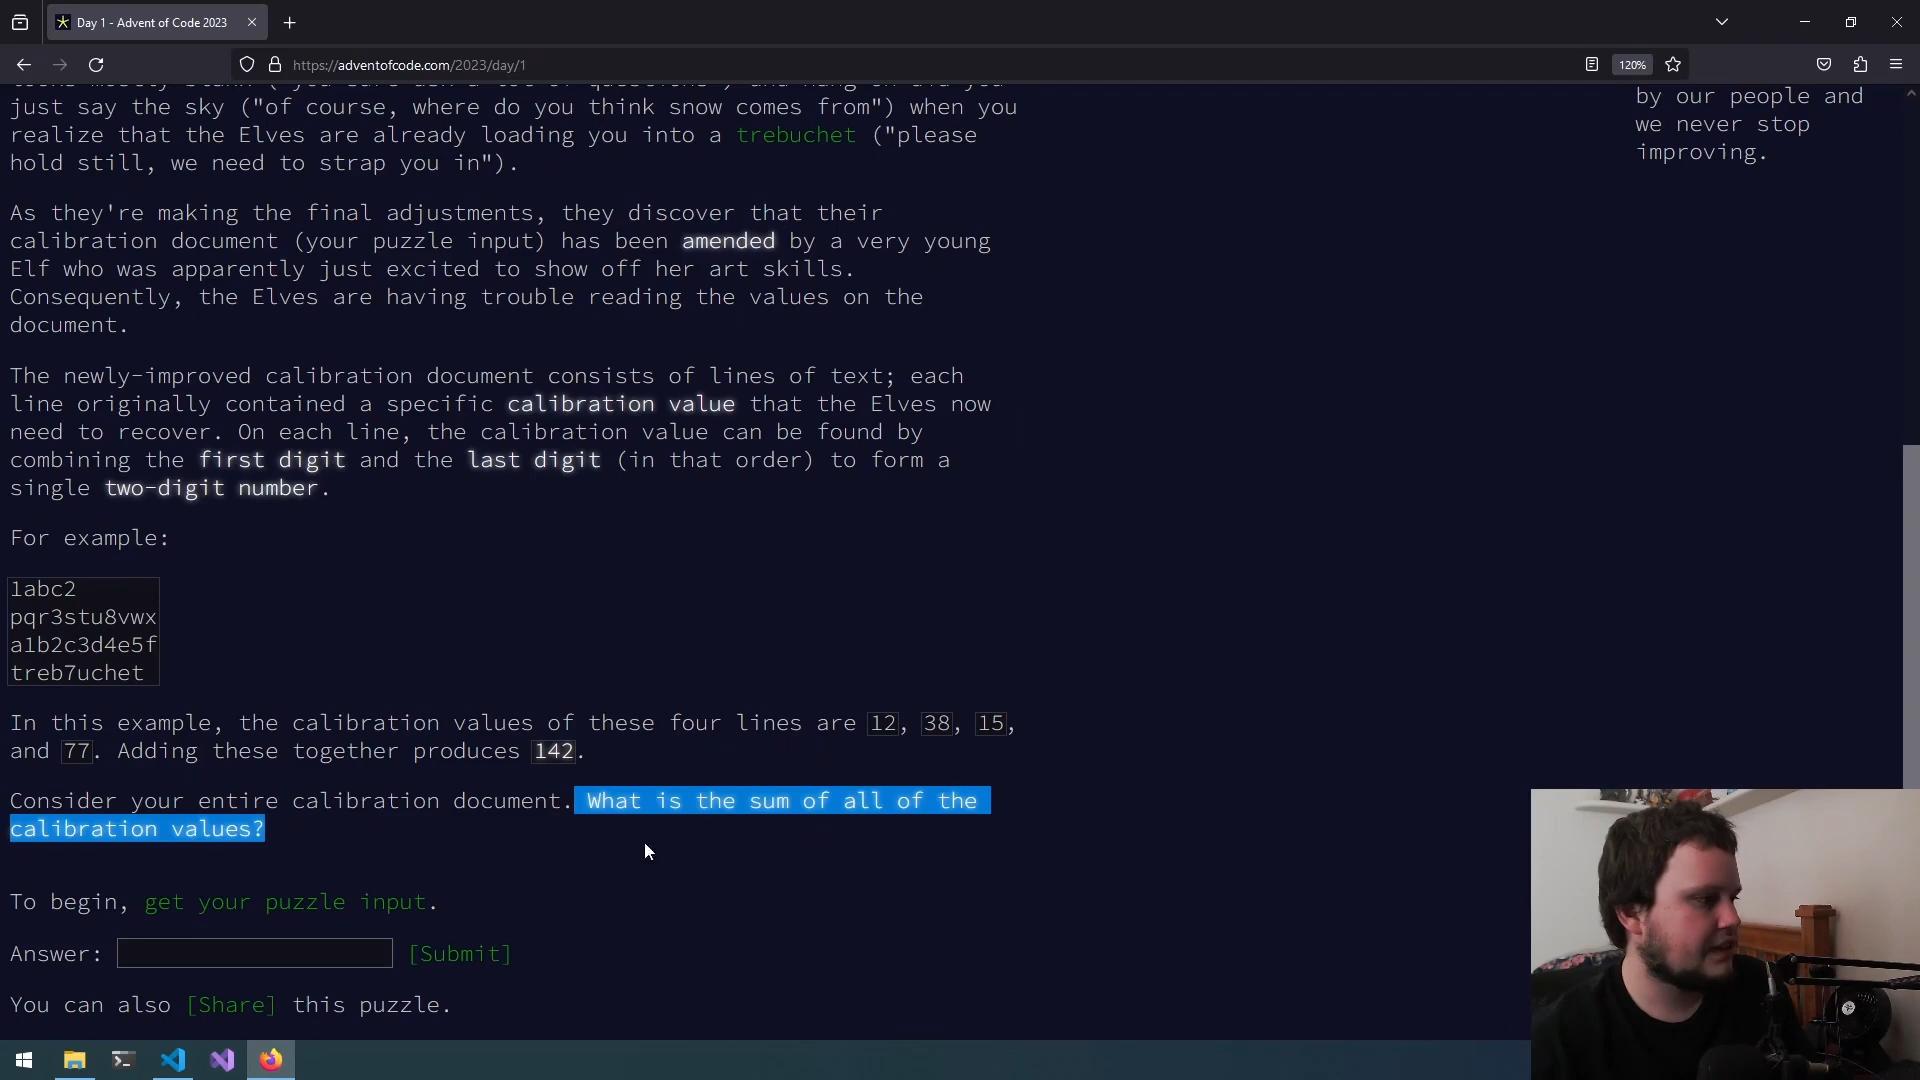 Day 1 - Advent of Code 2023
https://adventofcode.com/2023/day/1
120%
just say the sky ("of course, where do you think snow comes from") when you
realize that the Elves are already loading you into a trebuchet ("please
hold still, we need to strap you in").
As they're making the final adjustments, they discover that their
calibration document (your puzzle input) has been amended by a very young
Elf who was apparently just excited to show off her art skills.
Consequently, the Elves are having trouble reading the values on the
document.
The newly-improved calibration document consists of lines of text; each
line originally contained a specific calibration value that the Elves now
need to recover. On each line, the calibration value can be found by
combining the first digit and the last digit (in that order) to form a
single two-digit number.
For example:
1abc2
pqr3stu8vwx
a1b2c3d4e5f
treb7uchet
In this example, the calibration values of these four lines are 12, 38, 15,
and 77. Adding these together produces 142.
Consider your entire calibration document. What is the sum of all of the
calibration values?
To begin, get your puzzle input.
Answer:
[Submit]
You can also [Share] this puzzle.
by our people and
we never stop
improving.